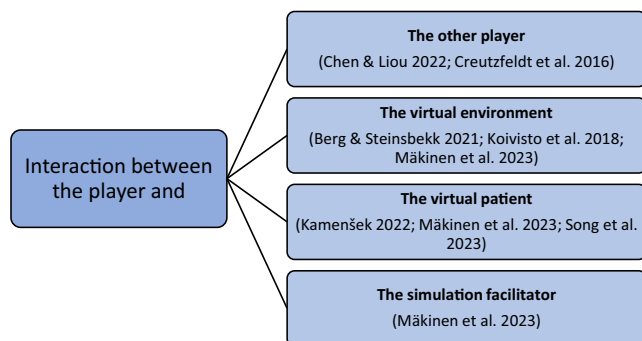 Interaction between
the player and
The other player
(Chen & Liou 2022; Creutzfeldt et al. 2016)
The virtual environment
(Berg & Steinsbekk 2021; Koivisto et al. 2018;
Mäkinen et al. 2023)
The virtual patient
(Kamenšek 2022; Mäkinen et al. 2023; Song et al.
2023)
The simulation facilitator
(Mäkinen et al. 2023)